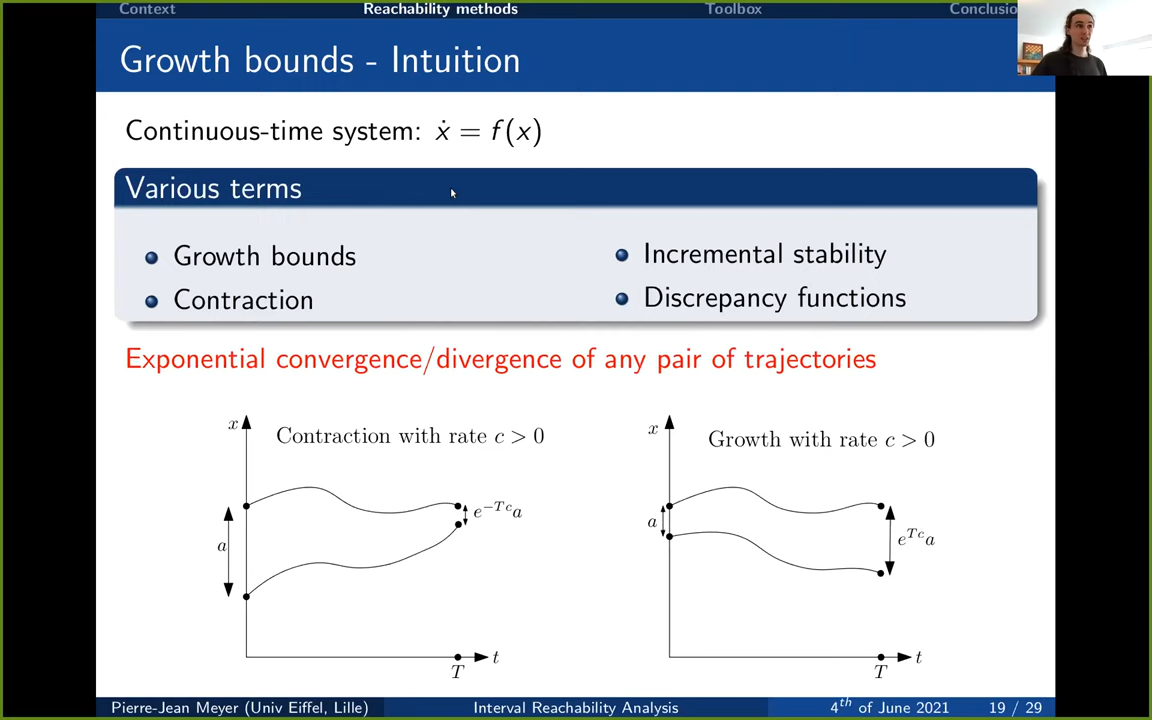 Context Reachability methods Toolbox Conclusio
Growth bounds - Intuition
Continuous-time system: ẋ = f(x)
Various terms
Growth bounds
Contraction
Incremental stability
Discrepancy functions
Exponential convergence/divergence of any pair of trajectories
x
Contraction with rate c > 0
a
e^{-Tc}a
t
T
x
Growth with rate c > 0
a
e^{Tc}a
t
T
Pierre-Jean Meyer (Univ Eiffel, Lille) Interval Reachability Analysis 4th of June 2021 19 / 29